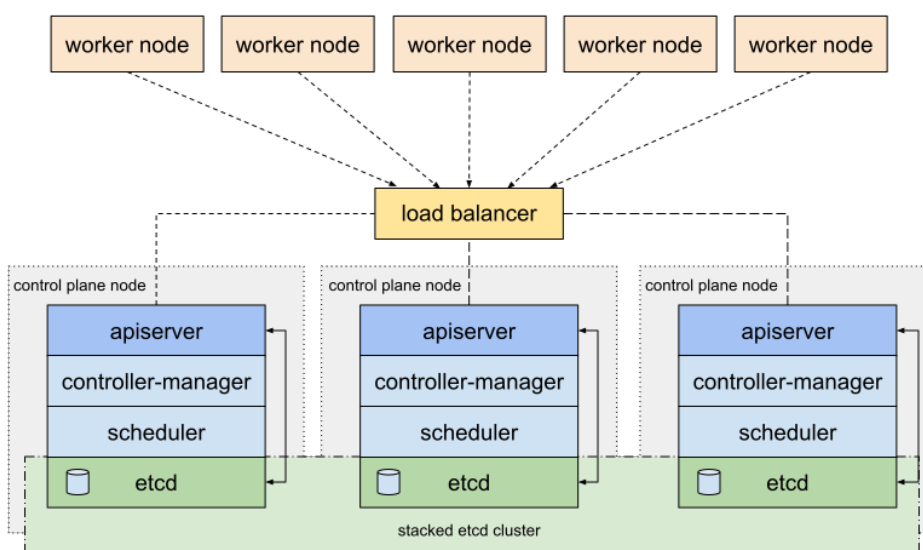 worker node
worker node
worker node
worker node
worker node
load balancer
control plane node
control plane node
control plane node
apiserver
apiserver
apiserver
controller-manager
controller-manager
controller-manager
scheduler
scheduler
scheduler
etcd
etcd
etcd
stacked etcd cluster